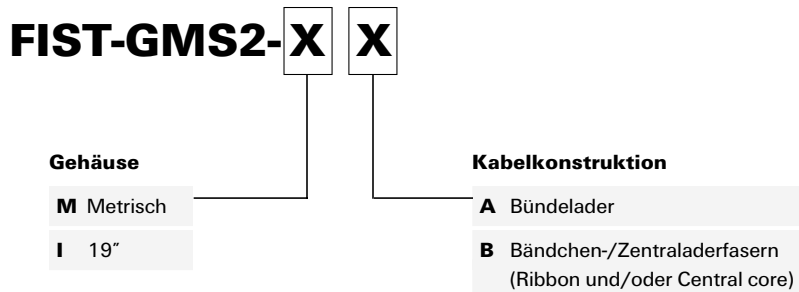 FIST-GMS2-X X
Gehäuse
M Metrisch
I 19″
Kabelkonstruktion
A Bündelader
B Bändchen-/Zentraladerfasern
(Ribbon und/oder Central core)